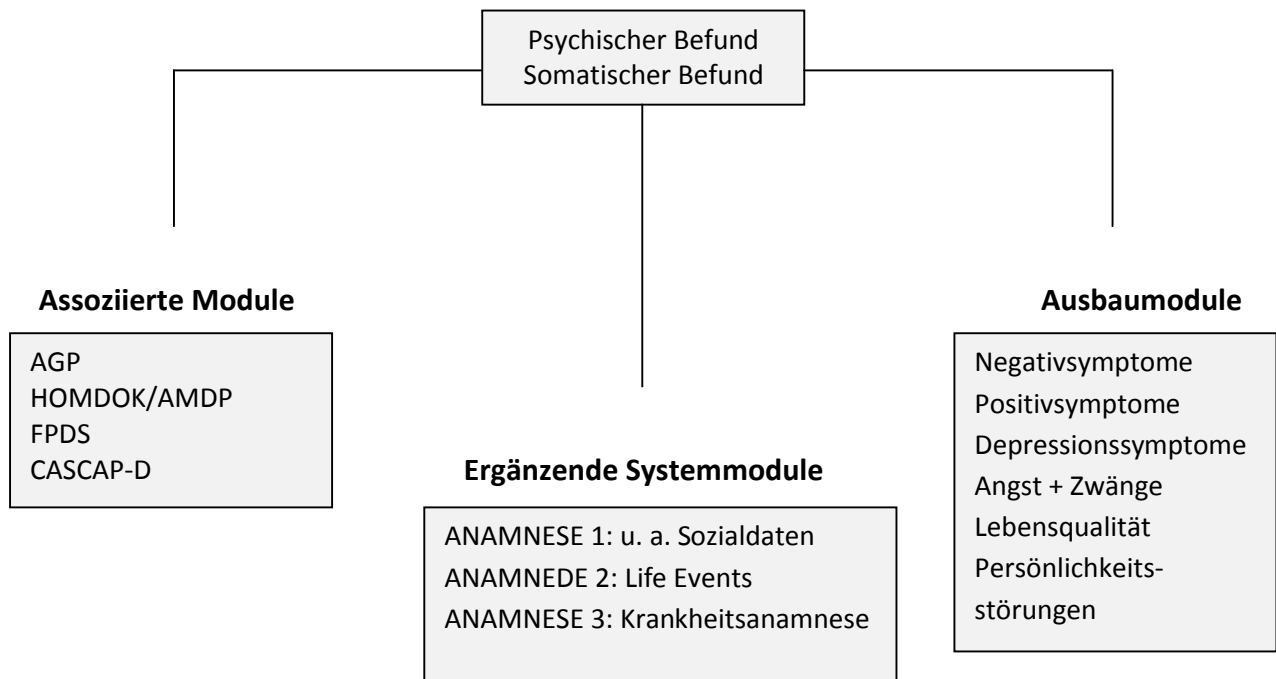 Psychischer Befund
Somatischer Befund
Assoziierte Module
AGP
HOMDOK/AMDP
FPDS
CASCAP-D
Ergänzende Systemmodule
ANAMNESE 1: u. a. Sozialdaten
ANAMNEDE 2: Life Events
ANAMNESE 3: Krankheitsanamnese
Ausbaumodule
Negativsymptome
Positivsymptome
Depressionssymptome
Angst + Zwänge
Lebensqualität
Persönlichkeits-
störungen